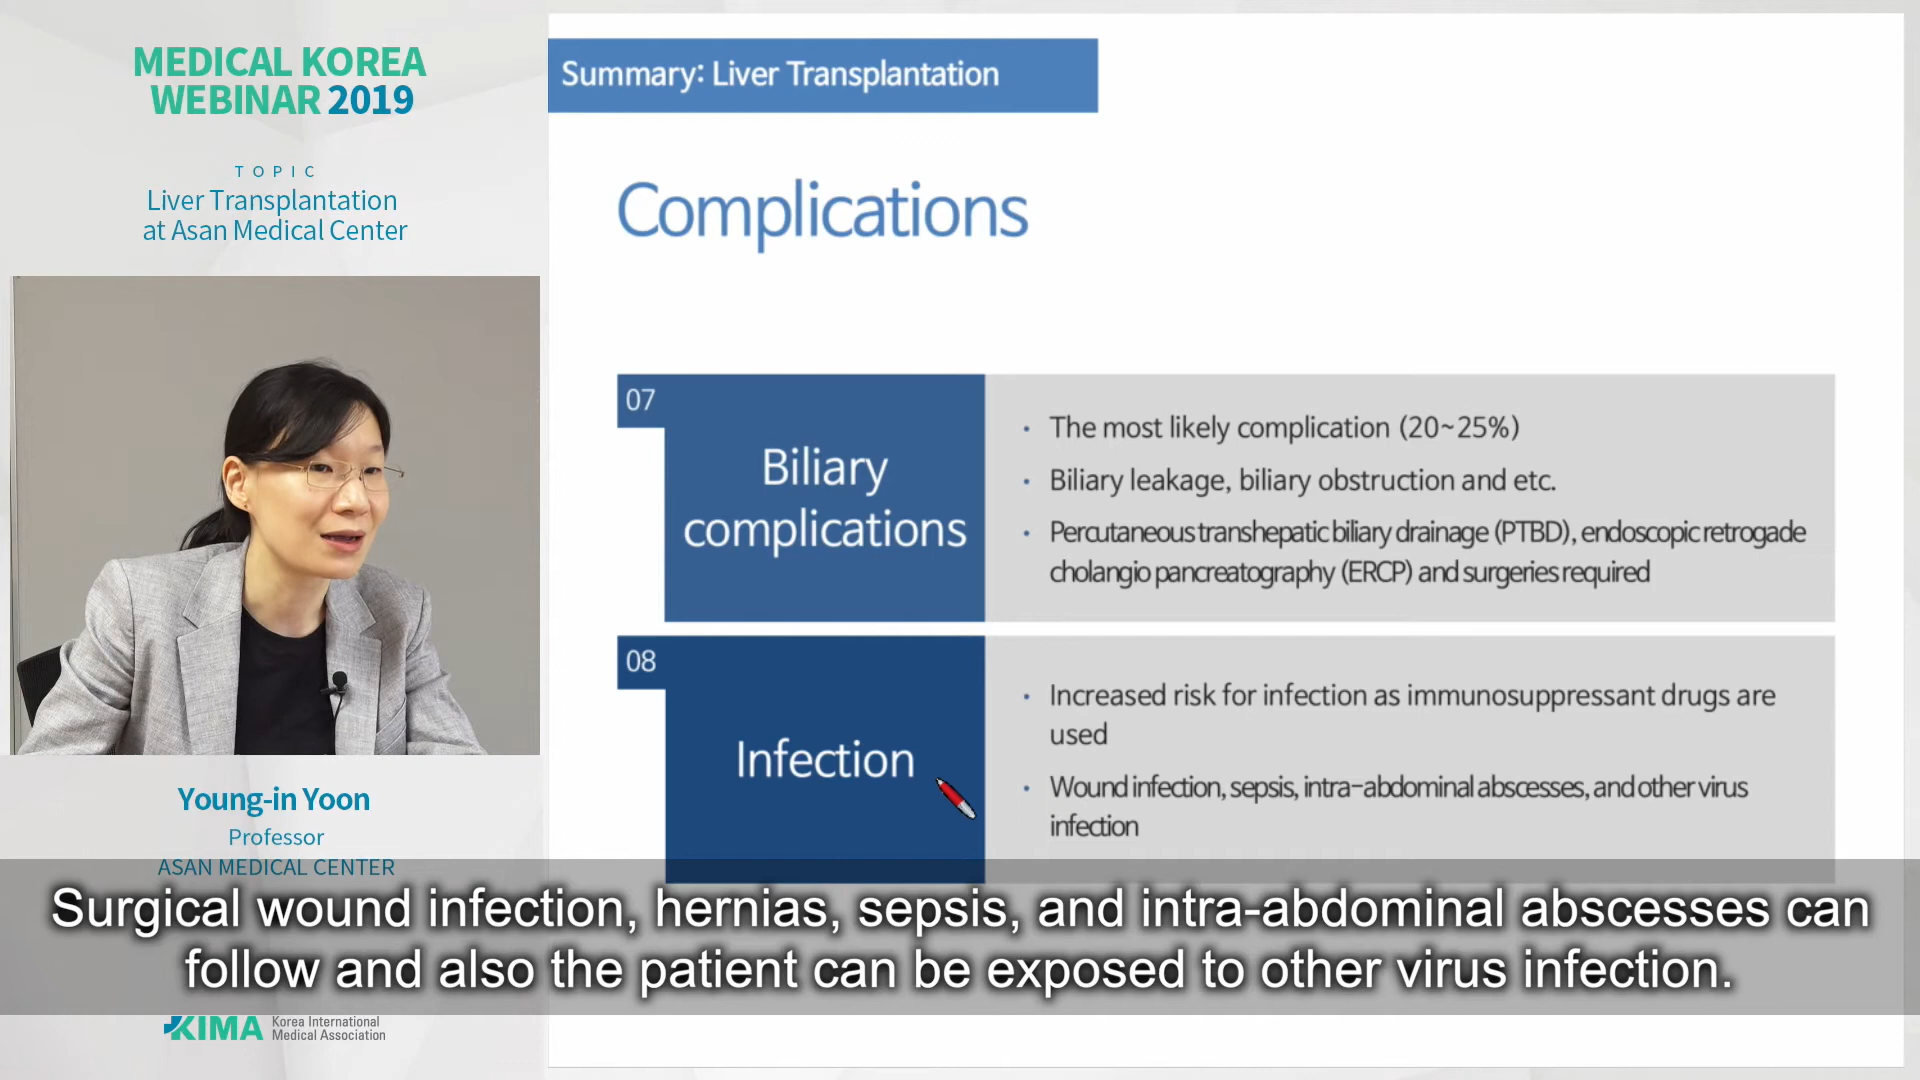 MEDICAL KOREA
WEBINAR 2019
TOPIC
Liver Transplantation
at Asan Medical Center
Young-in Yoon
Professor
ASAN MEDICAL CENTER
KIMA Korea International
Medical Association
Summary: Liver Transplantation
Complications
07
Biliary
complications
• The most likely complication (20~25%)
• Biliary leakage, biliary obstruction and etc.
• Percutaneous transhepatic biliary drainage (PTBD), endoscopic retrogade
cholangio pancreatography (ERCP) and surgeries required
08
Infection
• Increased risk for infection as immunosuppressant drugs are
used
• Wound infection, sepsis, intra-abdominal abscesses, and other virus
infection
Surgical wound infection, hernias, sepsis, and intra-abdominal abscesses can
follow and also the patient can be exposed to other virus infection.